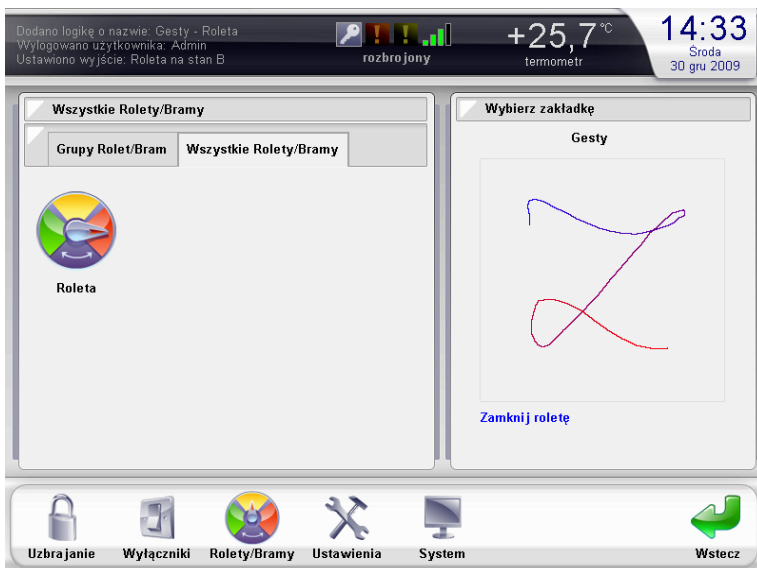 Dodano logikę o nazwie: Gesty - Roleta
Wylogowano użytkownika: Admin
Ustawiono wyjście: Roleta na stan B
rozbrojony
+25,7°C
termometr
14:33
Środa
30 gru 2009
Wszystkie Rolety/Bramy
Grupy Rolet/Bram
Wszystkie Rolety/Bramy
Roleta
Wybierz zakładkę
Gesty
Zamknij roletę
Uzbrajanie
Wyłączniki
Rolety/Bramy
Ustawienia
System
Wstecz